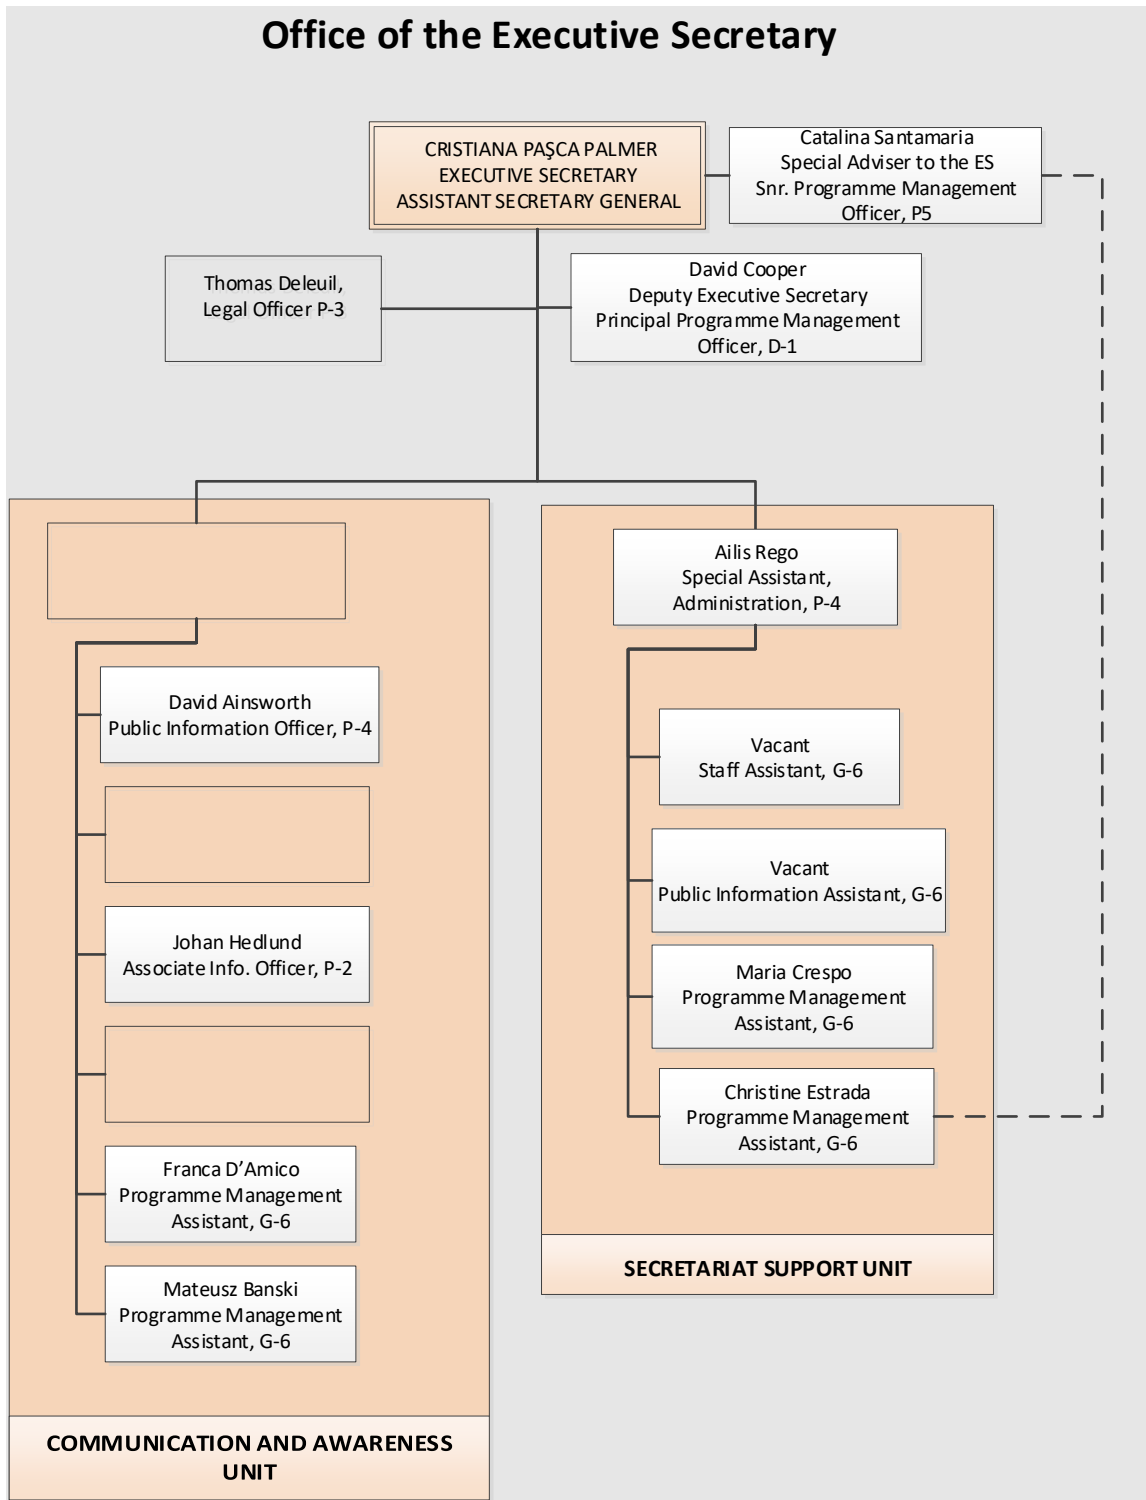 Office of the Executive Secretary
CRISTIANA PAŞCA PALMER
EXECUTIVE SECRETARY
ASSISTANT SECRETARY GENERAL
Catalina Santamaria
Special Adviser to the ES
Snr. Programme Management
Officer, P5
Thomas Deleuil,
Legal Officer P-3
David Cooper
Deputy Executive Secretary
Principal Programme Management
Officer, D-1
David Ainsworth
Public Information Officer, P-4
Johan Hedlund
Associate Info. Officer, P-2
Franca D’Amico
Programme Management
Assistant, G-6
Mateusz Banski
Programme Management
Assistant, G-6
COMMUNICATION AND AWARENESS
UNIT
Ailis Rego
Special Assistant,
Administration, P-4
Vacant
Staff Assistant, G-6
Vacant
Public Information Assistant, G-6
Maria Crespo
Programme Management
Assistant, G-6
Christine Estrada
Programme Management
Assistant, G-6
SECRETARIAT SUPPORT UNIT